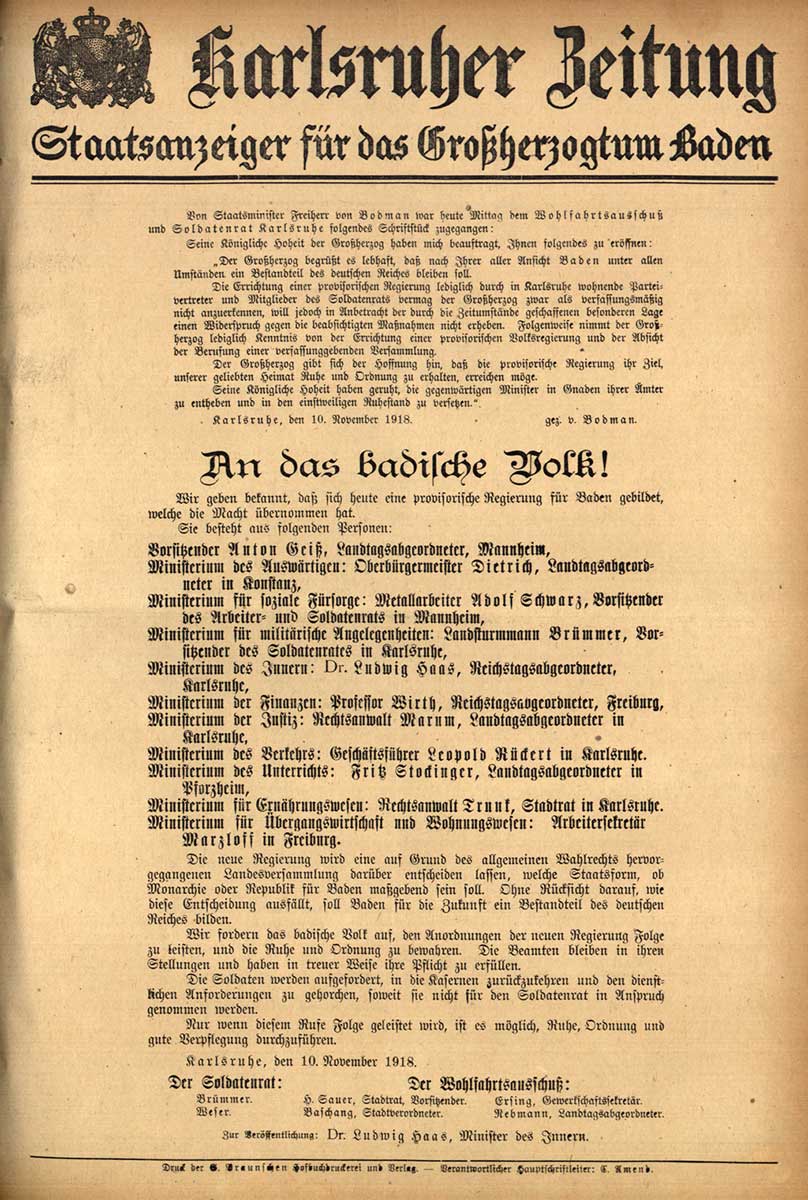 Karlsruher Zeitung
Staatsanzeiger für das Großherzogtum Baden
Von Staatsminister Freiherr von Bodman war heute Mittag dem Wohlfahrtsausschuß
und Soldatenrat Karlsruhe folgendes Schriftstück zugegangen:
Seine Königliche Hoheit der Großherzog haben mich beauftragt, Ihnen folgendes zu eröffnen:
„Der Großherzog begrüßt es lebhaft, daß nach Ihrer aller Ansicht Baden unter allen
Umständen ein Bestandteil des deutschen Reiches bleiben soll.
Die Errichtung einer provisorischen Regierung lediglich durch in Karlsruhe wohnende Partei-
vertreter und Mitglieder des Soldatenrats vermag der Großherzog zwar als verfassungsmäßig
nicht anzuerkennen, will jedoch in Anbetracht der durch die Zeitumstände geschaffenen besonderen Lage
einen Widerspruch gegen die beabsichtigten Maßnahmen nicht erheben. Folgenweise nimmt der Groß-
herzog lediglich Kenntnis von der Errichtung einer provisorischen Volksregierung und der Absicht
der Berufung einer verfassunggebenden Versammlung.
Der Großherzog gibt sich der Hoffnung hin, daß die provisorische Regierung ihr Ziel,
unserer geliebten Heimat Ruhe und Ordnung zu erhalten, erreichen möge.
Seine Königliche Hoheit haben geruht, die gegenwärtigen Minister in Gnaden ihrer Ämter
zu entheben und in den einstweiligen Ruhestand zu versetzen.“
Karlsruhe, den 10. November 1918. gez. v. Bodman.
An das badische Volk!
Wir geben bekannt, daß sich heute eine provisorische Regierung für Baden gebildet,
welche die Macht übernommen hat.
Sie besteht aus folgenden Personen:
Vorsitzender Anton Geiß, Landtagsabgeordneter, Mannheim,
Ministerium des Auswärtigen: Oberbürgermeister Dietrich, Landtagsabgeord-
neter in Konstanz,
Ministerium für soziale Fürsorge: Metallarbeiter Adolf Schwarz, Vorsitzender
des Arbeiter- und Soldatenrats in Mannheim,
Ministerium für militärische Angelegenheiten: Landsturmmann Brümmer, Vor-
sitzender des Soldatenrates in Karlsruhe,
Ministerium des Innern: Dr. Ludwig Haas, Reichstagsabgeordneter,
Karlsruhe,
Ministerium der Finanzen: Professor Wirth, Reichstagsabgeordneter, Freiburg,
Ministerium der Justiz: Rechtsanwalt Marum, Landtagsabgeordneter in
Karlsruhe,
Ministerium des Verkehrs: Geschäftsführer Leopold Rückert in Karlsruhe.
Ministerium des Unterrichts: Fritz Stockinger, Landtagsabgeordneter in
Pforzheim,
Ministerium für Ernährungswesen: Rechtsanwalt Trunk, Stadtrat in Karlsruhe.
Ministerium für Übergangswirtschaft und Wohnungswesen: Arbeitersekretär
Marzloff in Freiburg.
Die neue Regierung wird eine auf Grund des allgemeinen Wahlrechts hervor-
gegangenen Landesversammlung darüber entscheiden lassen, welche Staatsform, ob
Monarchie oder Republik für Baden maßgebend sein soll. Ohne Rücksicht darauf, wie
diese Entscheidung ausfällt, soll Baden für die Zukunft ein Bestandteil des deutschen
Reiches bilden.
Wir fordern das badische Volk auf, den Anordnungen der neuen Regierung Folge
zu leisten, und die Ruhe und Ordnung zu bewahren. Die Beamten bleiben in ihren
Stellungen und haben in treuer Weise ihre Pflicht zu erfüllen.
Die Soldaten werden aufgefordert, in die Kasernen zurückzukehren und den dienst-
lichen Anforderungen zu gehorchen, soweit sie nicht für den Soldatenrat in Anspruch
genommen werden.
Nur wenn diesem Rufe Folge geleistet wird, ist es möglich, Ruhe, Ordnung und
gute Verpflegung durchzuführen.
Karlsruhe, den 10. November 1918.
Der Soldatenrat: Der Wohlfahrtsausschuß:
Brümmer. H. Sauer, Stadtrat, Vorsitzender. Ersing, Gewerkschaftssekretär.
Weser. Baschang, Stadtverordneter. Rebmann, Landtagsabgeordneter.
Zur Veröffentlichung: Dr. Ludwig Haas, Minister des Innern.
Druck der G. Braunschen Hofbuchdruckerei und Verlag. — Verantwortlicher Hauptschriftleiter: C. Amend.